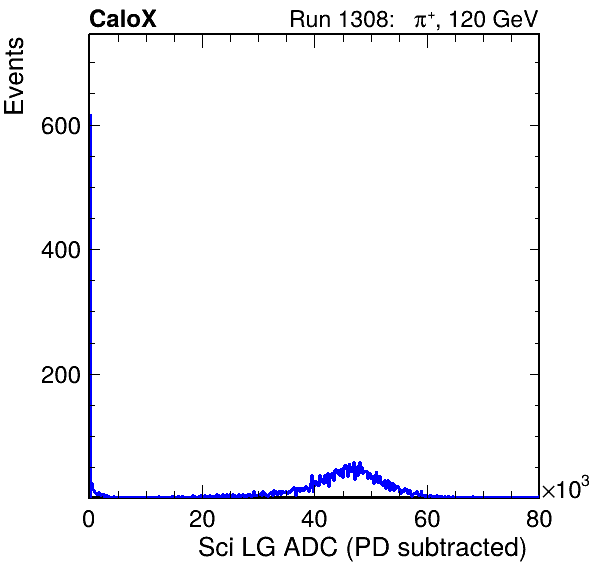 CaloX Run 1308: π⁺, 120 GeV
Events
600
400
200
0 20 40 60 80
×10³
Sci LG ADC (PD subtracted)